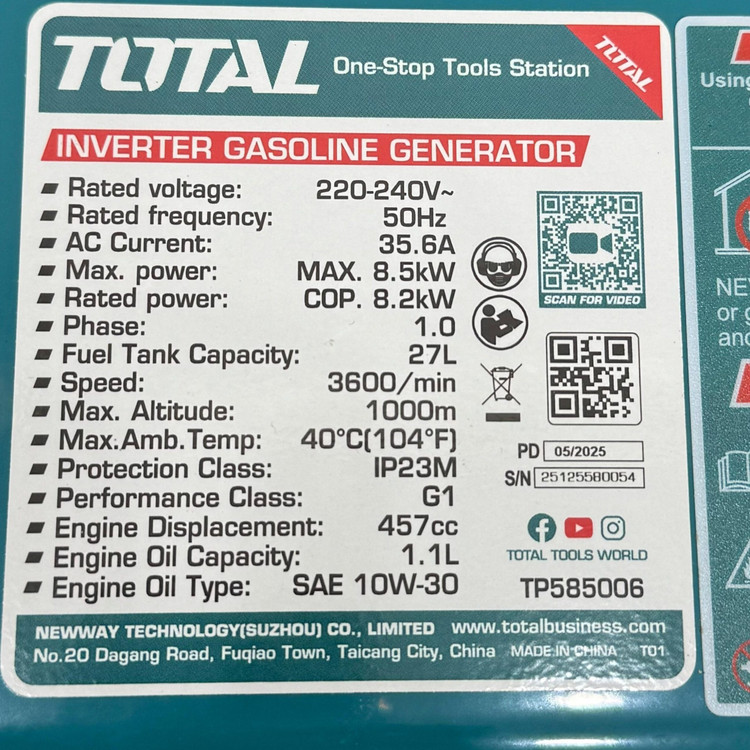 TOTAL One-Stop Tools Station
TOTAL
INVERTER GASOLINE GENERATOR
Rated voltage: 220-240V~
Rated frequency: 50Hz
AC Current: 35.6A
Max. power: MAX. 8.5kW
Rated power: COP. 8.2kW
Phase: 1.0
Fuel Tank Capacity: 27L
Speed: 3600/min
Max. Altitude: 1000m
Max.Amb.Temp: 40°C(104°F)
Protection Class: IP23M
Performance Class: G1
Engine Displacement: 457cc
Engine Oil Capacity: 1.1L
Engine Oil Type: SAE 10W-30
SCAN FOR VIDEO
PD 05/2025
S/N 25125580054
TOTAL TOOLS WORLD
TP585006
NEWWAY TECHNOLOGY(SUZHOU) CO., LIMITED www.totalbusiness.com
No.20 Dagang Road, Fuqiao Town, Taicang City, China MADE IN CHINA T01
Using
NE
or
and